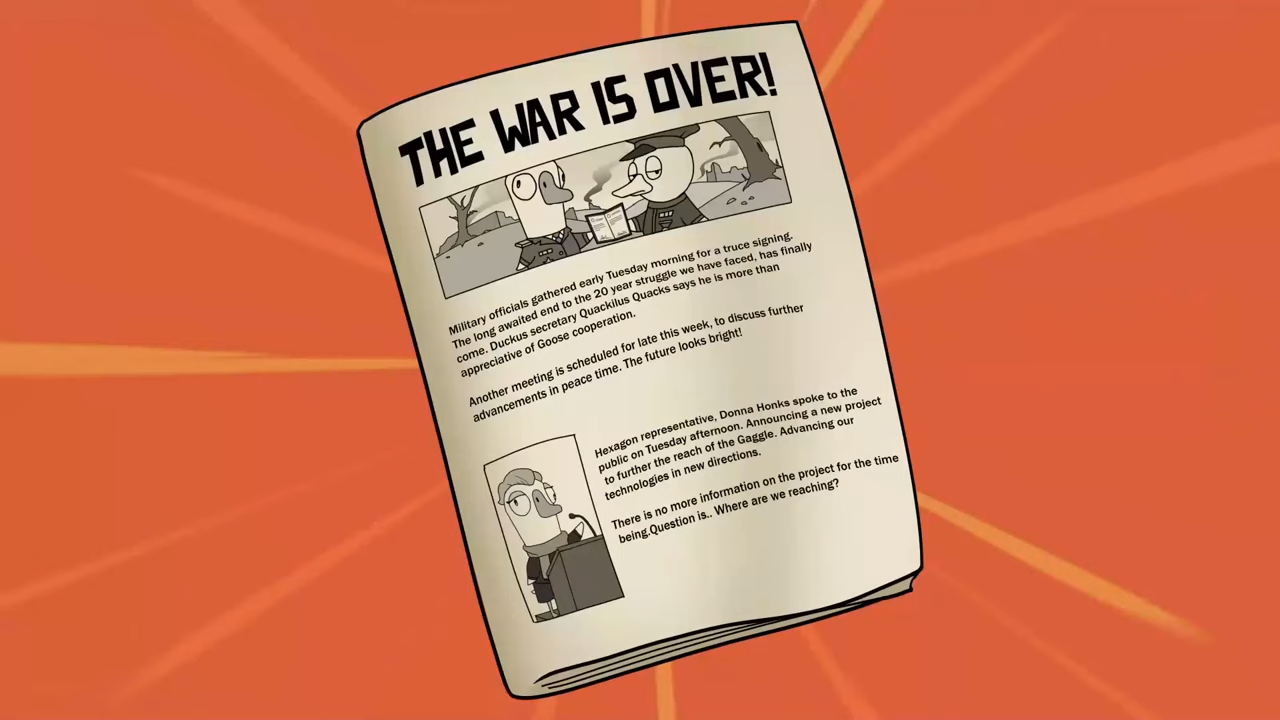 THE WAR IS OVER!
Military officials gathered early Tuesday morning for a truce signing.
The long awaited end to the 20 year struggle we have faced, has finally
come. Duckus secretary Quackilus Quacks says he is more than
appreciative of Goose cooperation.
Another meeting is scheduled for late this week, to discuss further
advancements in peace time. The future looks bright!
Hexagon representative, Donna Honks spoke to the
public on Tuesday afternoon. Announcing a new project
to further the reach of the Gaggle. Advancing our
technologies in new directions.
There is no more information on the project for the time
being.Question is.. Where are we reaching?